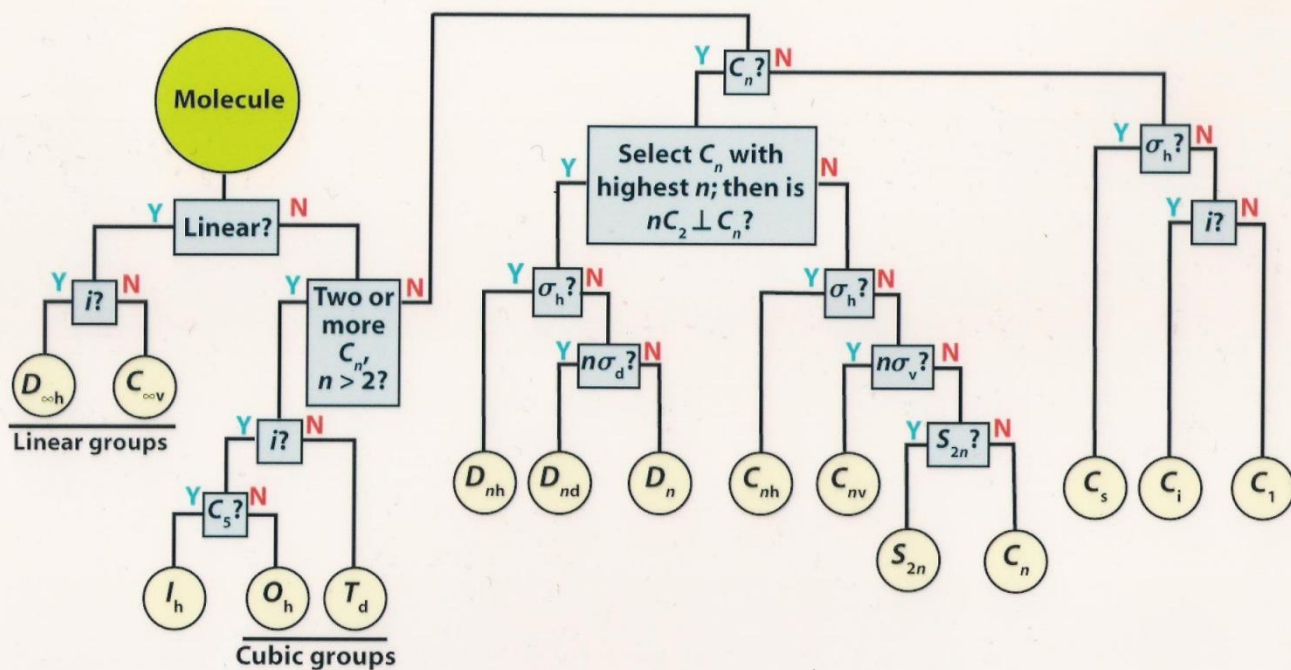 Molecule
Linear?
Y
N
i?
Y
N
D∞h
C∞v
Linear groups
Two or
more
Cn,
n > 2?
Y
N
i?
Y
N
C5?
Y
N
Ih
Oh
Td
Cubic groups
Cn?
Y
N
Select Cn with
highest n; then is
nC2 ⊥ Cn?
Y
N
σh?
Y
N
nσd?
Y
N
Dnh
Dnd
Dn
σh?
Y
N
nσv?
Y
N
S2n?
Y
N
Cnh
Cnv
S2n
Cn
σh?
Y
N
i?
Y
N
Cs
Ci
C1